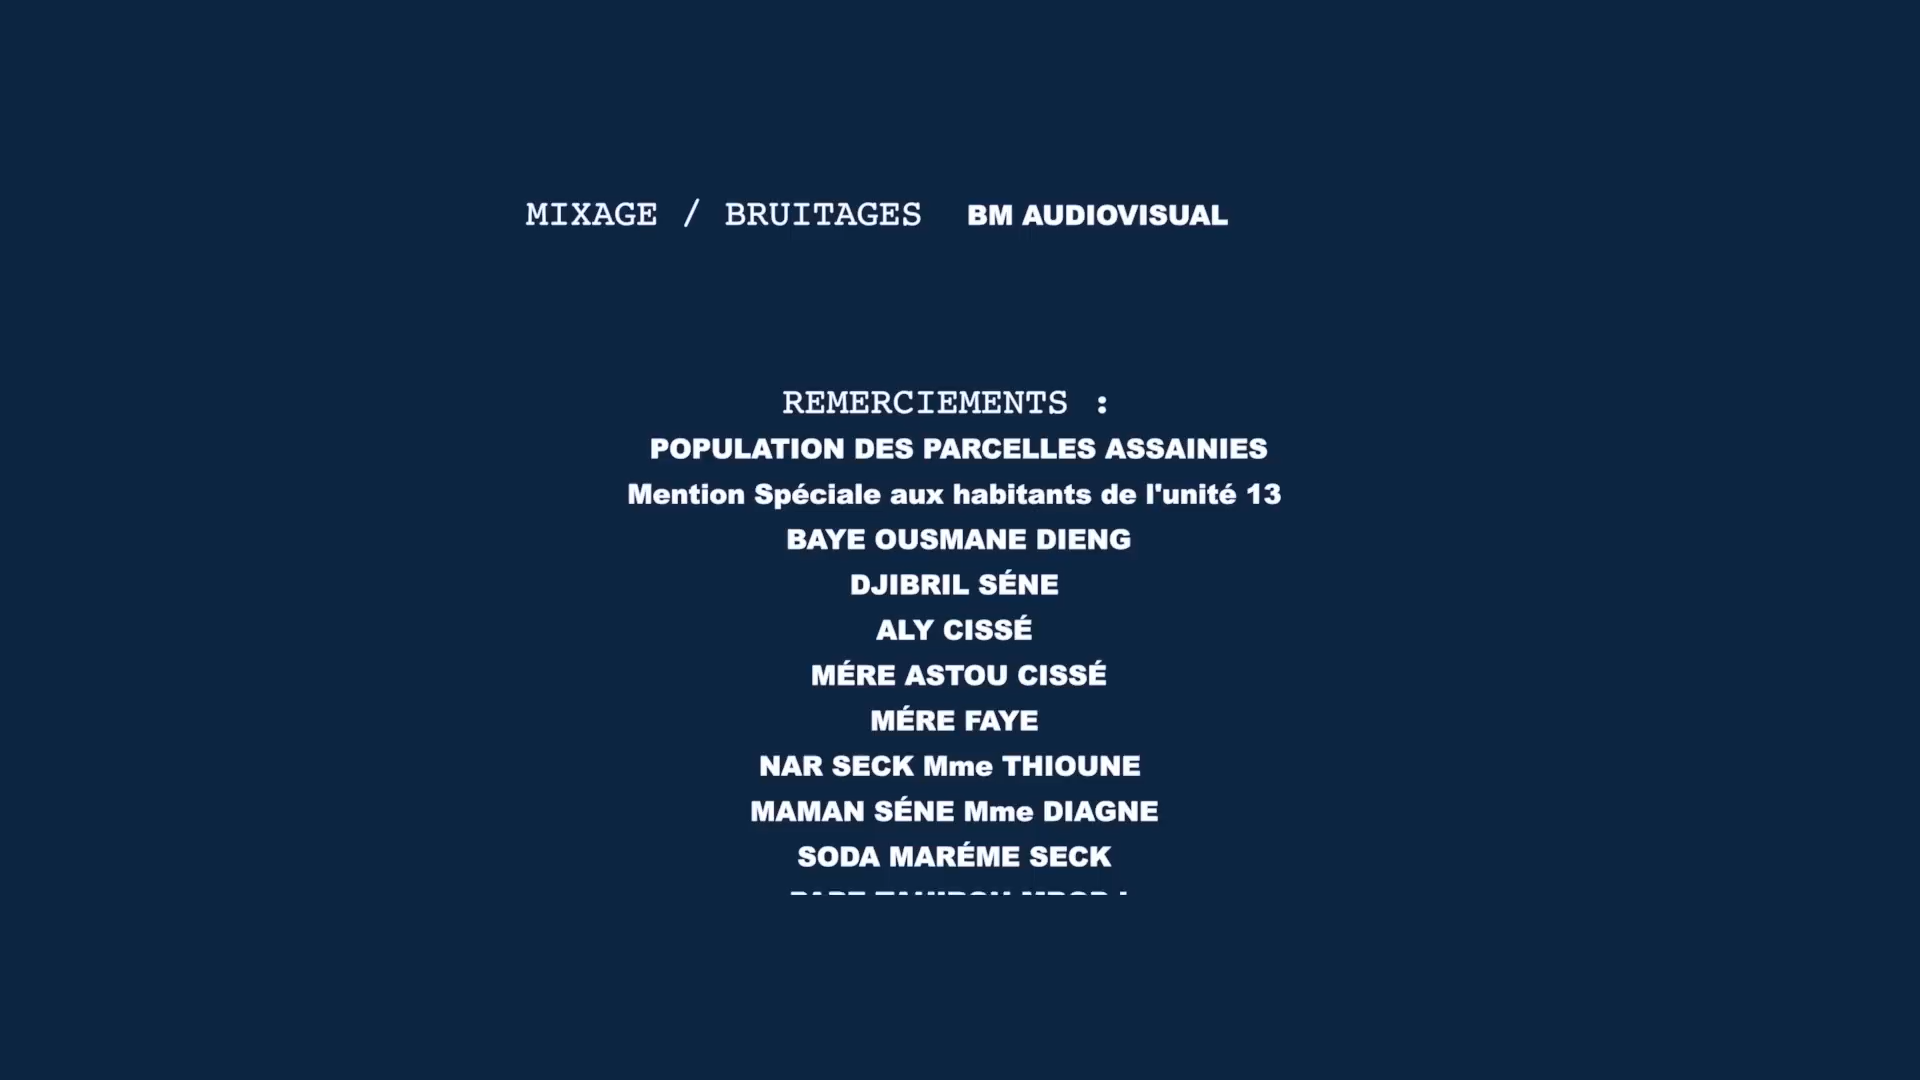 MIXAGE / BRUITAGES BM AUDIOVISUAL
REMERCIEMENTS :
POPULATION DES PARCELLES ASSAINIES
Mention Spéciale aux habitants de l'unité 13
BAYE OUSMANE DIENG
DJIBRIL SÉNE
ALY CISSÉ
MÉRE ASTOU CISSÉ
MÉRE FAYE
NAR SECK Mme THIOUNE
MAMAN SÉNE Mme DIAGNE
SODA MARÉME SECK